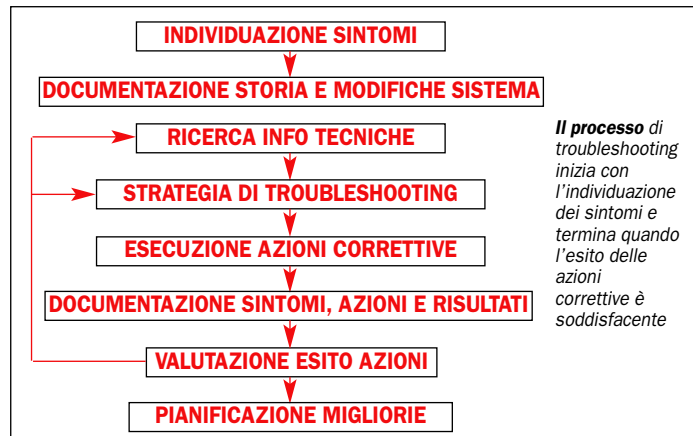 INDIVIDUAZIONE SINTOMI
DOCUMENTAZIONE STORIA E MODIFICHE SISTEMA
RICERCA INFO TECNICHE
STRATEGIA DI TROUBLESHOOTING
ESECUZIONE AZIONI CORRETTIVE
DOCUMENTAZIONE SINTOMI, AZIONI E RISULTATI
VALUTAZIONE ESITO AZIONI
PIANIFICAZIONE MIGLIORIE
Il processo di
troubleshooting
inizia con
l'individuazione
dei sintomi e
termina quando
l'esito delle
azioni
correttive è
soddisfacente